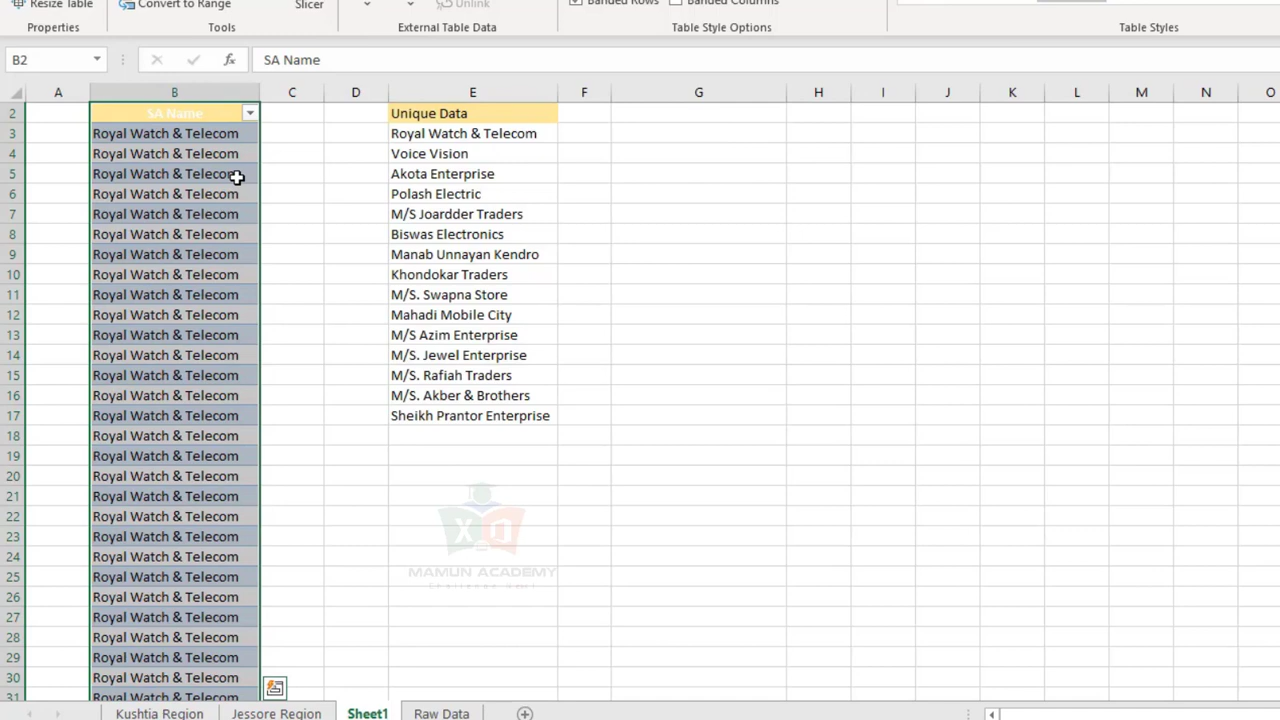 Resize Table
Convert to Range
Slicer
Unlink
Banded Rows
Banded Columns
Properties
Tools
External Table Data
Table Style Options
Table Styles
B2
fx
SA Name
A B C D E F G H I J K L M N O
2 SA Name Unique Data
3 Royal Watch & Telecom Royal Watch & Telecom
4 Royal Watch & Telecom Voice Vision
5 Royal Watch & Telecom Akota Enterprise
6 Royal Watch & Telecom Polash Electric
7 Royal Watch & Telecom M/S Joardder Traders
8 Royal Watch & Telecom Biswas Electronics
9 Royal Watch & Telecom Manab Unnayan Kendro
10 Royal Watch & Telecom Khondokar Traders
11 Royal Watch & Telecom M/S. Swapna Store
12 Royal Watch & Telecom Mahadi Mobile City
13 Royal Watch & Telecom M/S Azim Enterprise
14 Royal Watch & Telecom M/S. Jewel Enterprise
15 Royal Watch & Telecom M/S. Rafiah Traders
16 Royal Watch & Telecom M/S. Akber & Brothers
17 Royal Watch & Telecom Sheikh Prantor Enterprise
18 Royal Watch & Telecom
19 Royal Watch & Telecom
20 Royal Watch & Telecom
21 Royal Watch & Telecom
22 Royal Watch & Telecom
23 Royal Watch & Telecom
24 Royal Watch & Telecom
25 Royal Watch & Telecom
26 Royal Watch & Telecom
27 Royal Watch & Telecom
28 Royal Watch & Telecom
29 Royal Watch & Telecom
30 Royal Watch & Telecom
31 Royal Watch & Telecom
MAMUN ACADEMY
Kushtia Region Jessore Region Sheet1 Raw Data